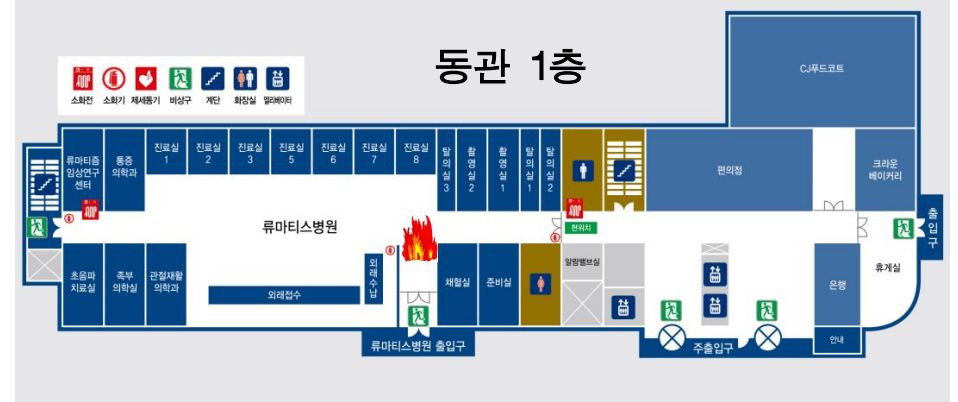 동관 1층
소화전 소화기 제세동기 비상구 계단 화장실 엘리베이터
CJ푸드코트
류마티즘
임상연구
센터
통증
의학과
진료실
1
진료실
2
진료실
3
진료실
5
진료실
6
진료실
7
진료실
8
탈의실3
촬영실2
촬영실1
탈의실1
탈의실2
편의점
크라운
베이커리
류마티스병원
현위치
출입구
초음파
치료실
족부
의학실
관절재활
의학과
외래접수
외래수납
채혈실
준비실
알람밸브실
은행
휴게실
안내
류마티스병원 출입구
주출입구